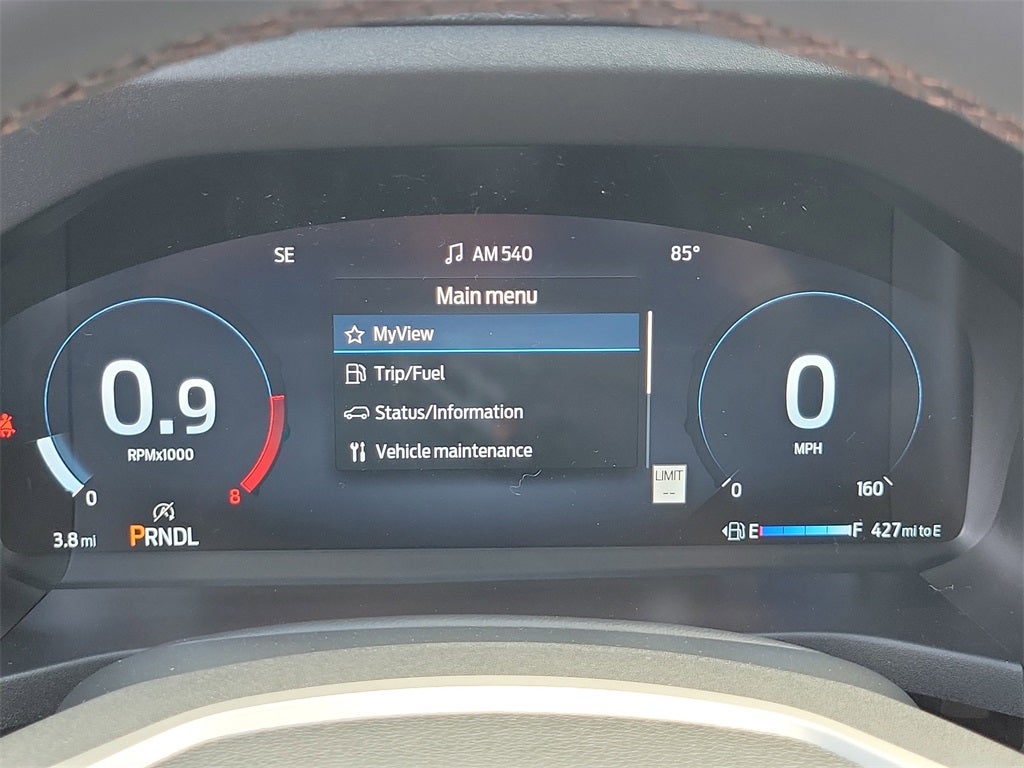 SE
AM 540
85°
Main menu
MyView
Trip/Fuel
Status/Information
Vehicle maintenance
0.9
RPMx1000
0
8
0
MPH
0
160
LIMIT
--
3.8 mi
PRNDL
E
F
427 mi to E